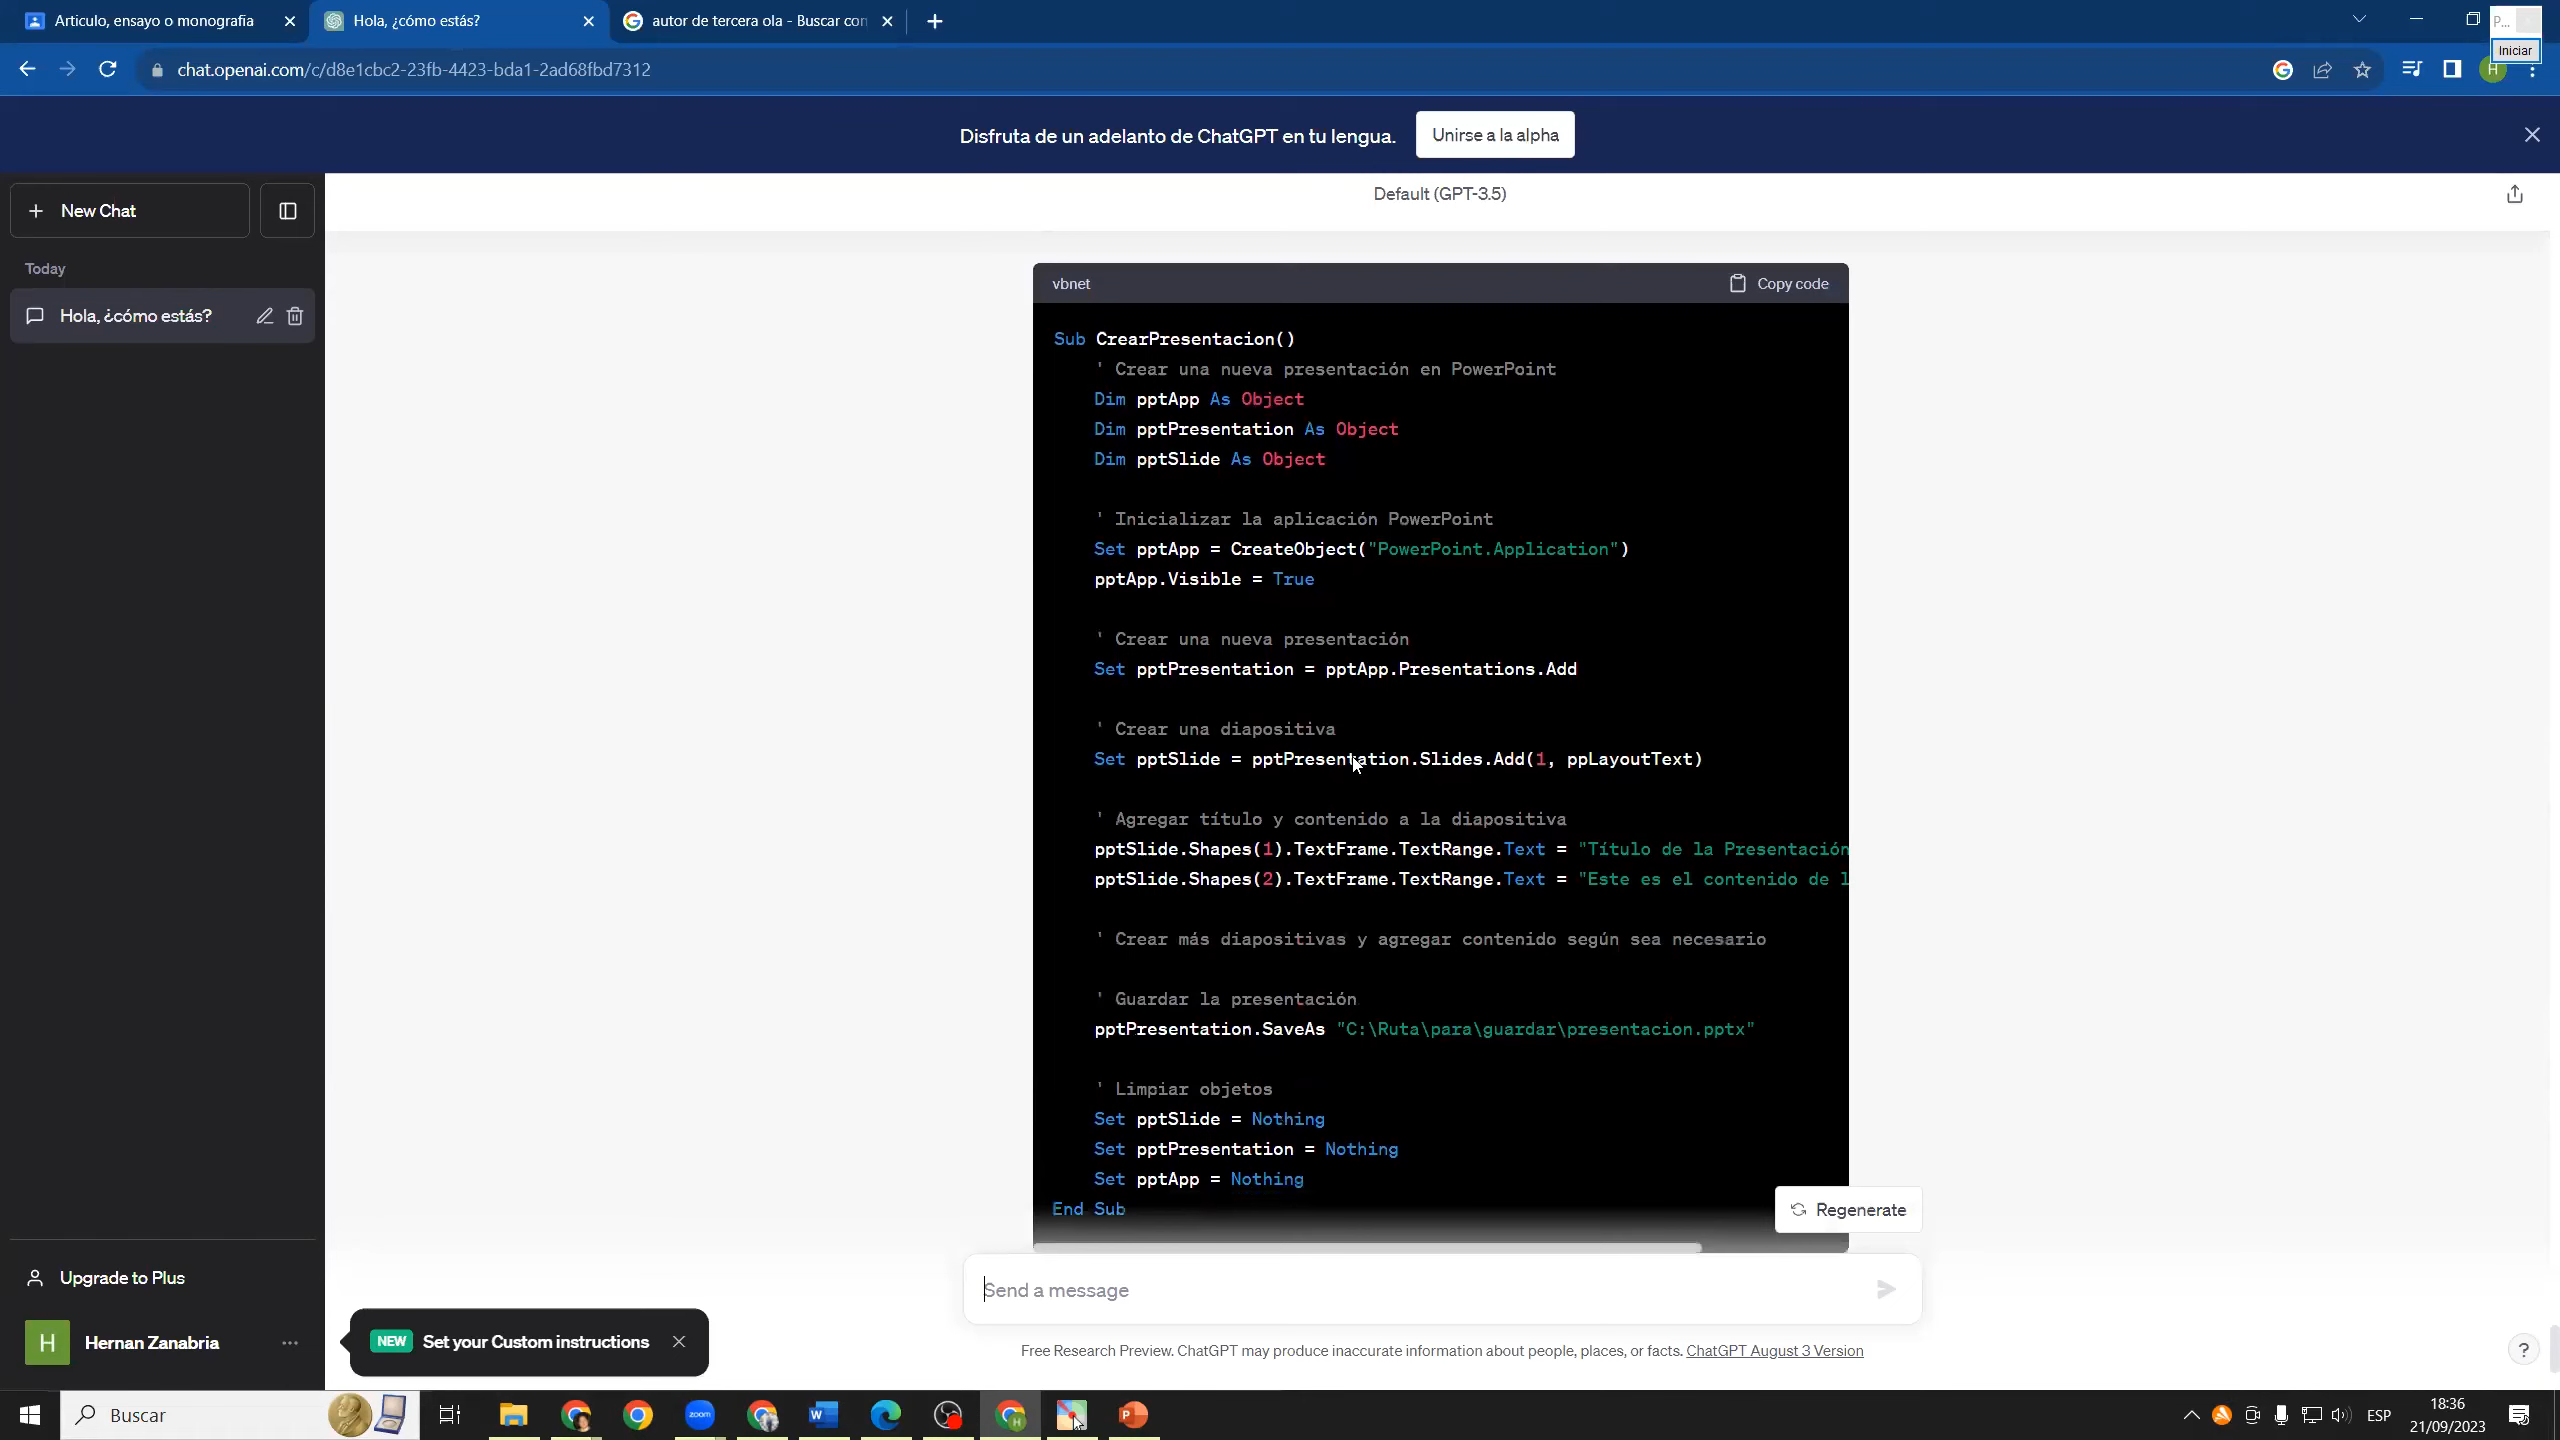 Articulo, ensayo o monografia
Hola, ¿cómo estás?
autor de tercera ola - Buscar con
P...
Iniciar
chat.openai.com/c/d8e1cbc2-23fb-4423-bda1-2ad68fbd7312
H
Disfruta de un adelanto de ChatGPT en tu lengua.
Unirse a la alpha
New Chat
Default (GPT-3.5)
Today
Hola, ¿cómo estás?
vbnet
Copy code
Sub CrearPresentacion()
' Crear una nueva presentación en PowerPoint
Dim pptApp As Object
Dim pptPresentation As Object
Dim pptSlide As Object
' Inicializar la aplicación PowerPoint
Set pptApp = CreateObject("PowerPoint.Application")
pptApp.Visible = True
' Crear una nueva presentación
Set pptPresentation = pptApp.Presentations.Add
' Crear una diapositiva
Set pptSlide = pptPresentation.Slides.Add(1, ppLayoutText)
' Agregar título y contenido a la diapositiva
pptSlide.Shapes(1).TextFrame.TextRange.Text = "Título de la Presentación
pptSlide.Shapes(2).TextFrame.TextRange.Text = "Este es el contenido de l
' Crear más diapositivas y agregar contenido según sea necesario
' Guardar la presentación
pptPresentation.SaveAs "C:\Ruta\para\guardar\presentacion.pptx"
' Limpiar objetos
Set pptSlide = Nothing
Set pptPresentation = Nothing
Set pptApp = Nothing
End Sub
Regenerate
Upgrade to Plus
Send a message
H
Hernan Zanabria
NEW Set your Custom instructions
Free Research Preview. ChatGPT may produce inaccurate information about people, places, or facts. ChatGPT August 3 Version
?
Buscar
zoom
W
H
P
ESP
18:36
21/09/2023